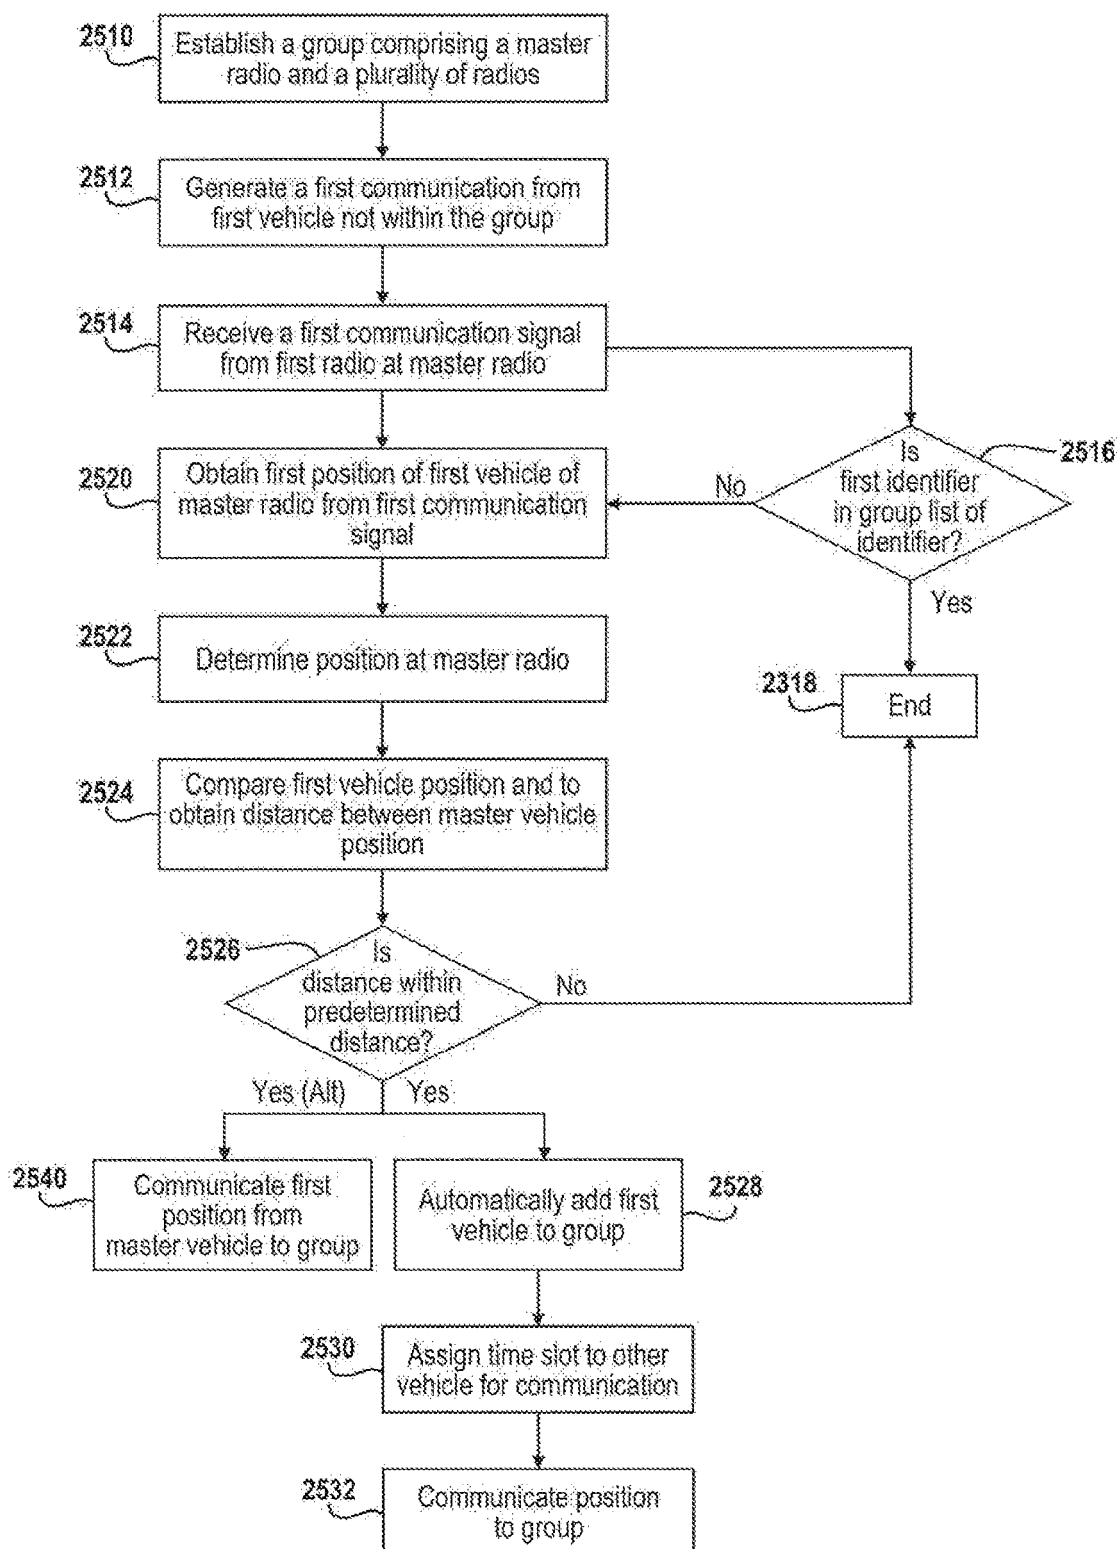 2510
Establish a group comprising a master
radio and a plurality of radios
2512
Generate a first communication from
first vehicle not within the group
2514
Receive a first communication signal
from first radio at master radio
2516
Is
first identifier
in group list of
identifier?
No
Yes
2520
Obtain first position of first vehicle of
master radio from first communication
signal
2522
Determine position at master radio
2318
End
2524
Compare first vehicle position and to
obtain distance between master vehicle
position
2526
Is
distance within
predetermined
distance?
No
Yes (Alt)
Yes
2540
Communicate first
position from
master vehicle to group
2528
Automatically add first
vehicle to group
2530
Assign time slot to other
vehicle for communication
2532
Communicate position
to group